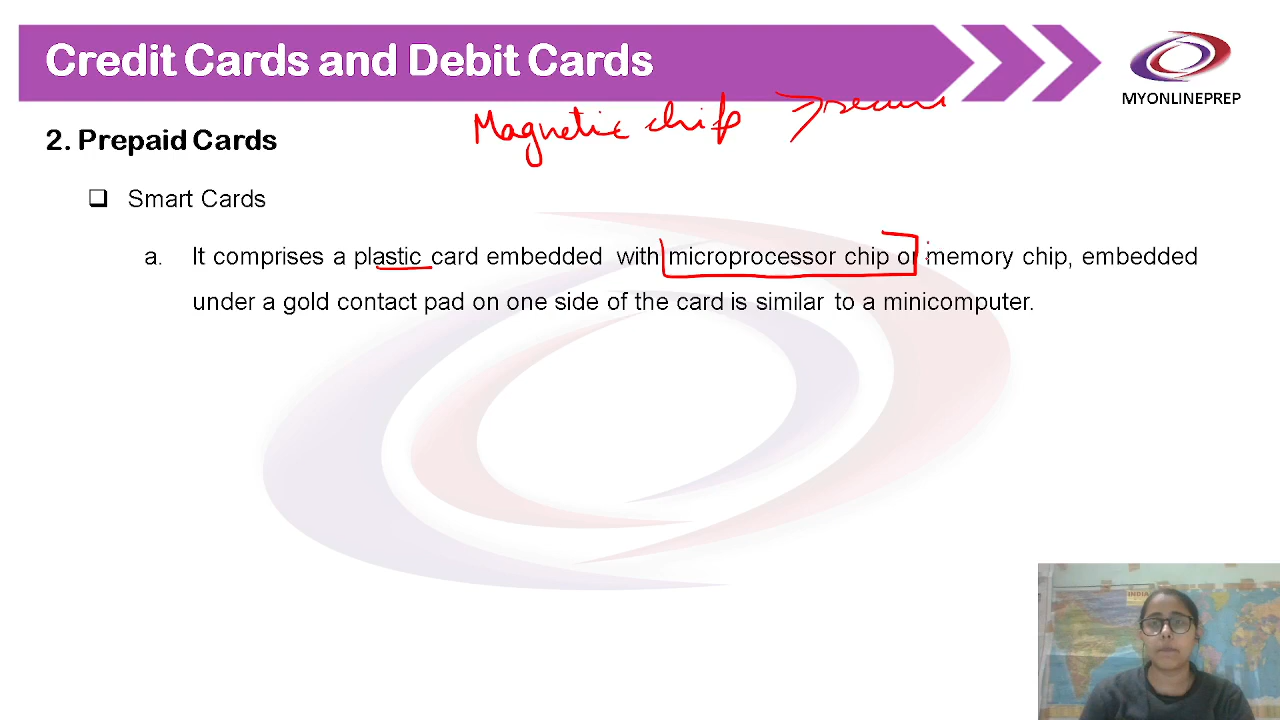 Credit Cards and Debit Cards
MYONLINEPREP
Magnetic chip
2. Prepaid Cards
❑ Smart Cards
a. It comprises a plastic card embedded with microprocessor chip or memory chip, embedded
under a gold contact pad on one side of the card is similar to a minicomputer.
INDIA